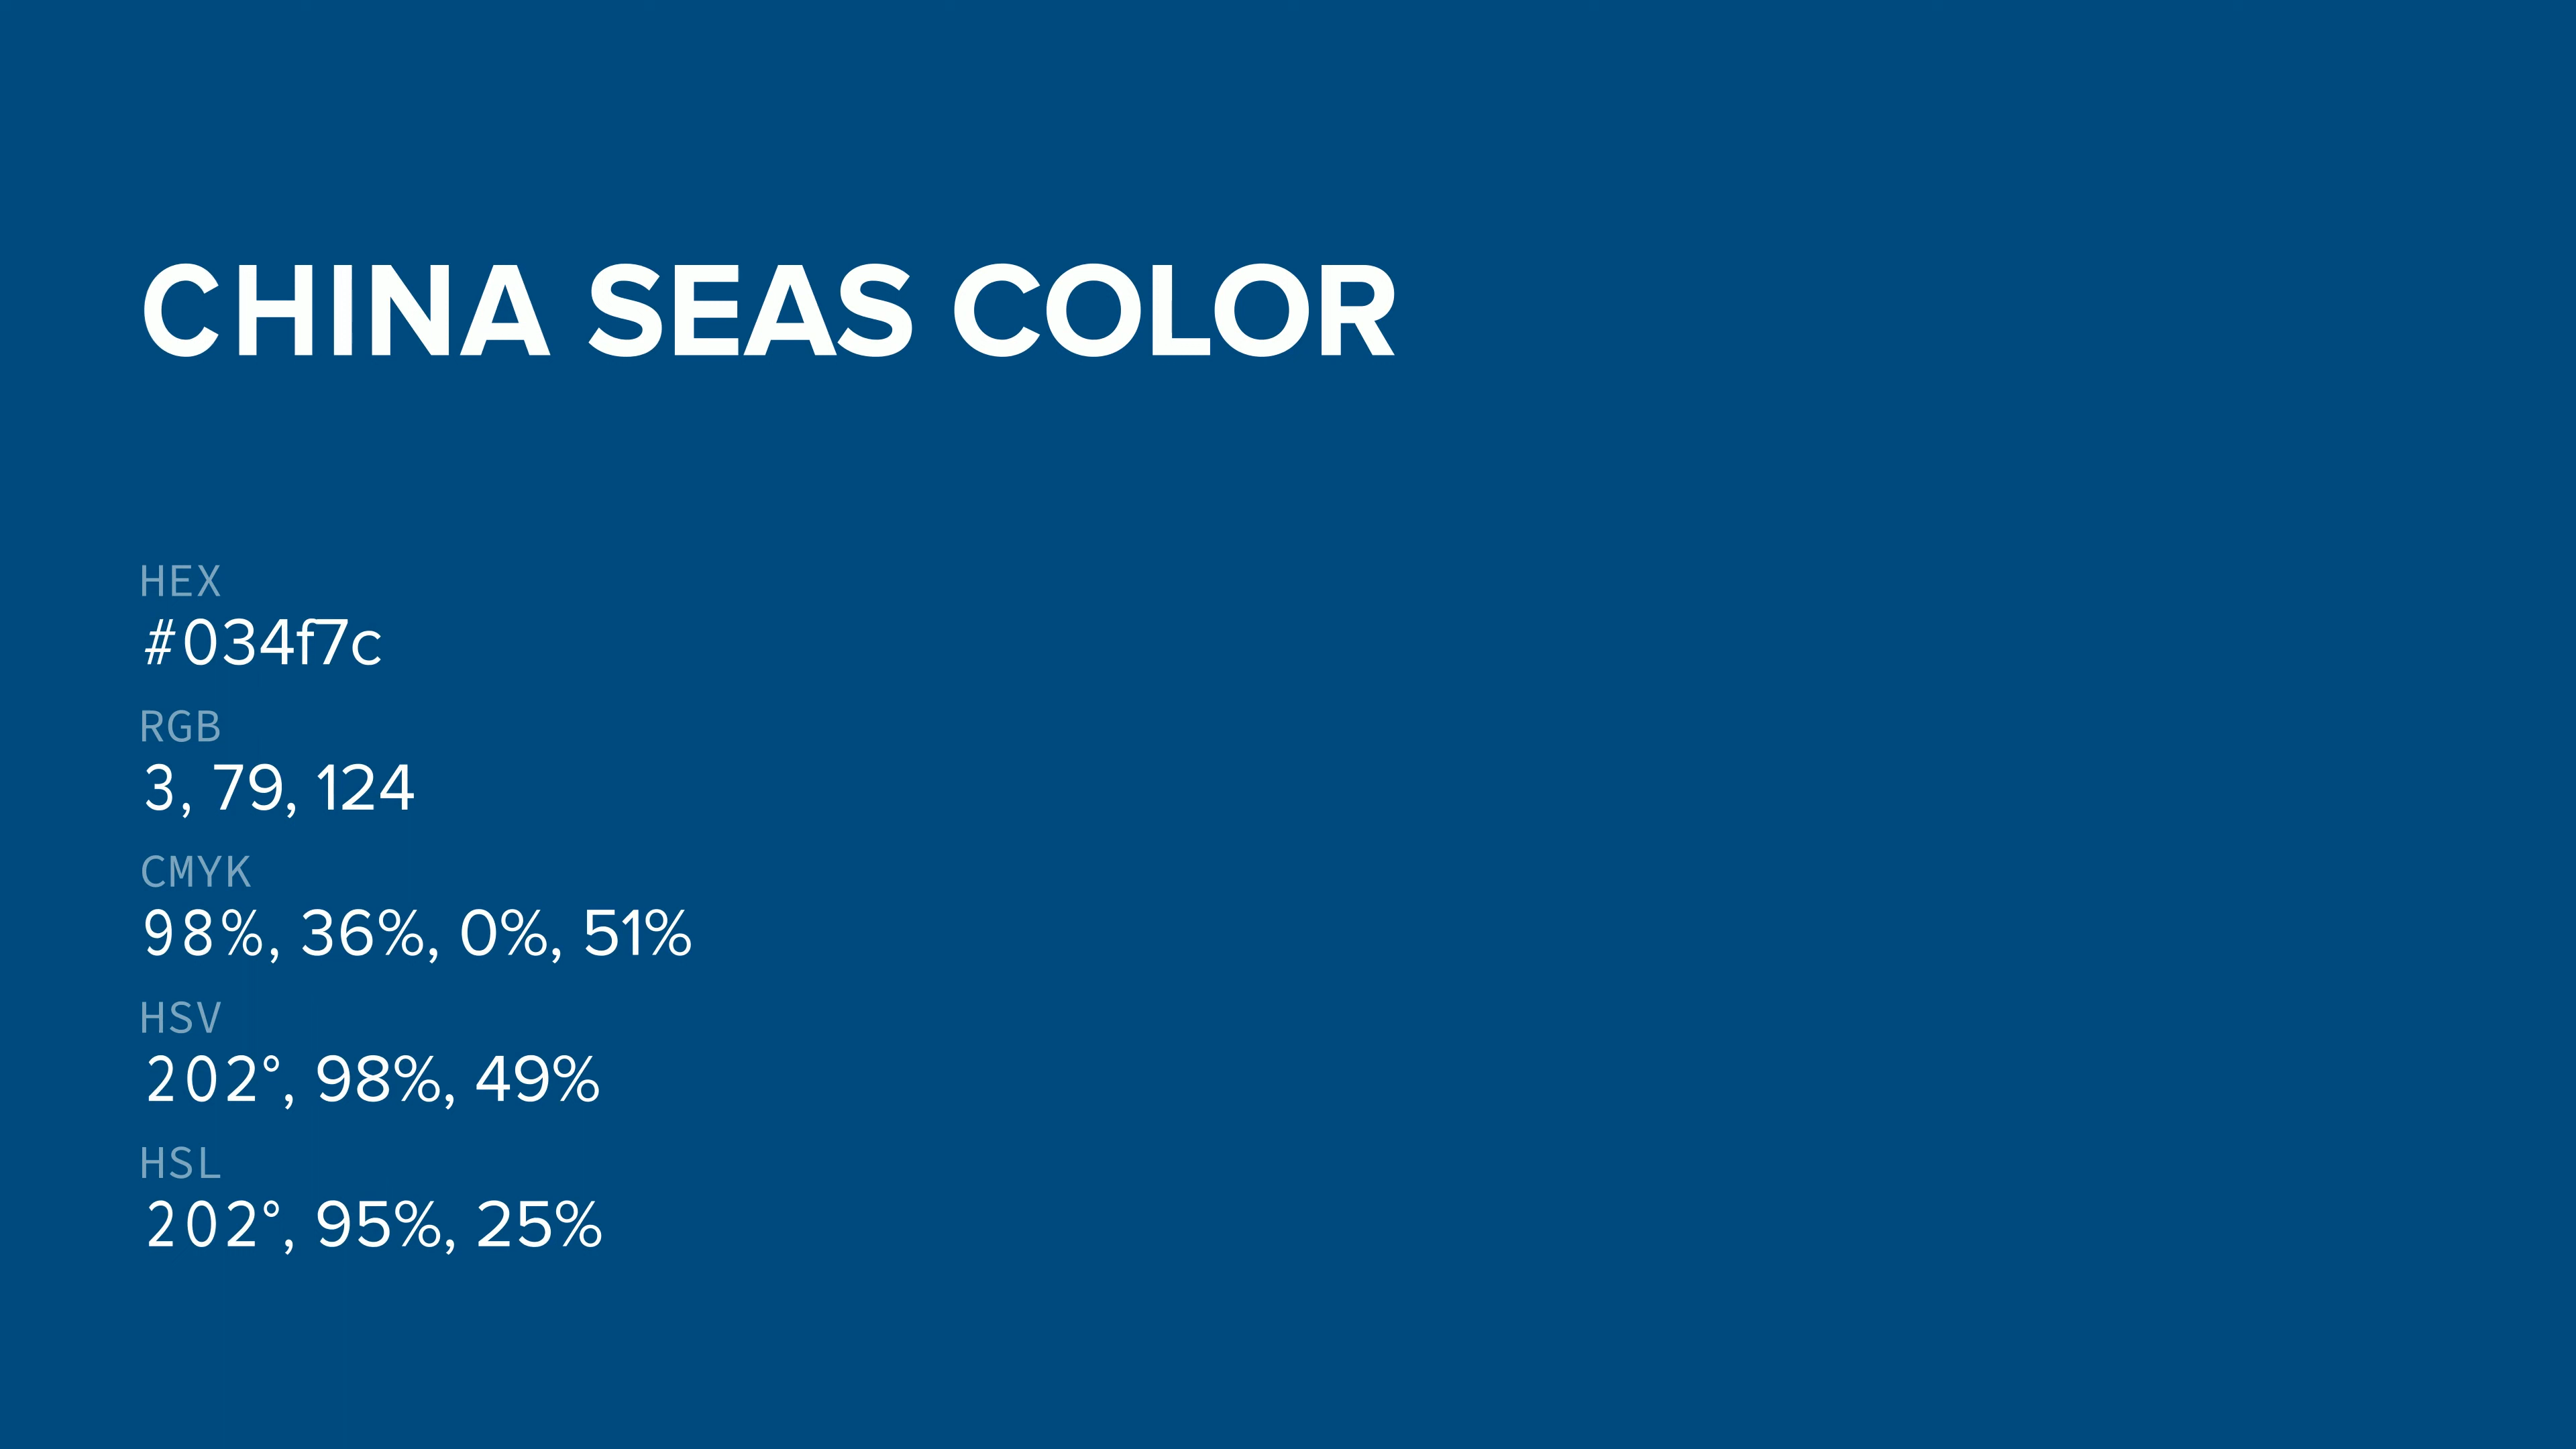 CHINA SEAS COLOR
HEX
#034f7c
RGB
3, 79, 124
CMYK
98%, 36%, 0%, 51%
HSV
202°, 98%, 49%
HSL
202°, 95%, 25%